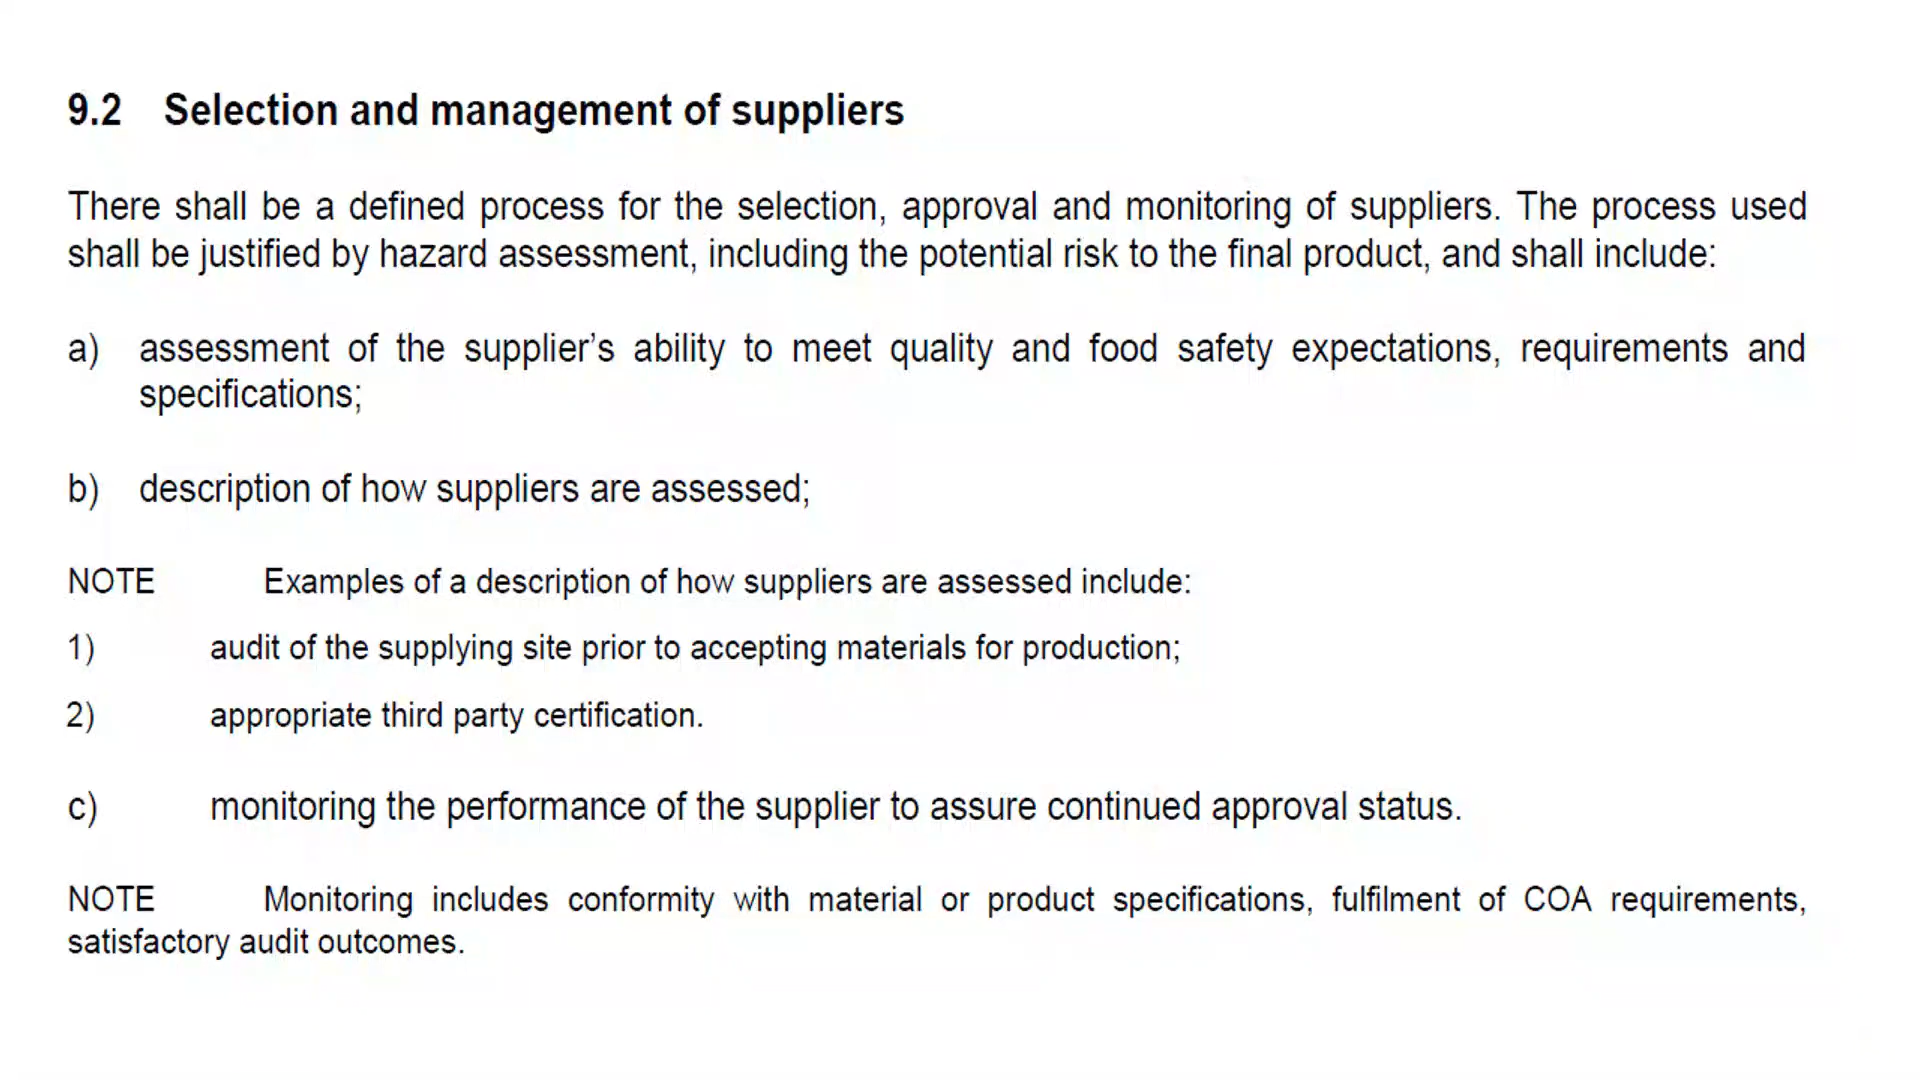 9.2 Selection and management of suppliers
There shall be a defined process for the selection, approval and monitoring of suppliers. The process used
shall be justified by hazard assessment, including the potential risk to the final product, and shall include:
a) assessment of the supplier’s ability to meet quality and food safety expectations, requirements and
specifications;
b) description of how suppliers are assessed;
NOTE Examples of a description of how suppliers are assessed include:
1) audit of the supplying site prior to accepting materials for production;
2) appropriate third party certification.
c) monitoring the performance of the supplier to assure continued approval status.
NOTE Monitoring includes conformity with material or product specifications, fulfilment of COA requirements,
satisfactory audit outcomes.